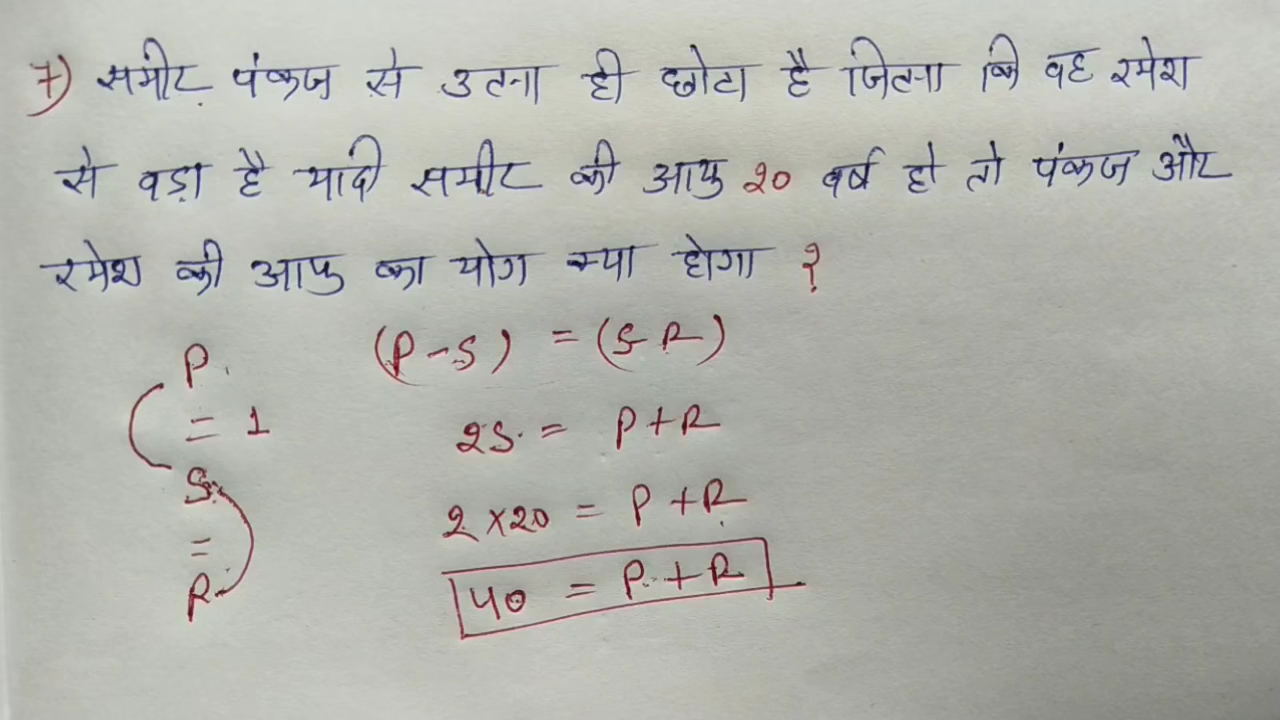 7) समीर पंकज से उतना ही छोटा है जितना कि वह रमेश
से बड़ा है यादी समीर की आयु 20 वर्ष हो तो पंकज और
रमेश की आयु का योग क्या होगा ?
P
= 1
S
=
R
(P-S) = (S-R)
2S = P+R
2×20 = P+R
40 = P+R